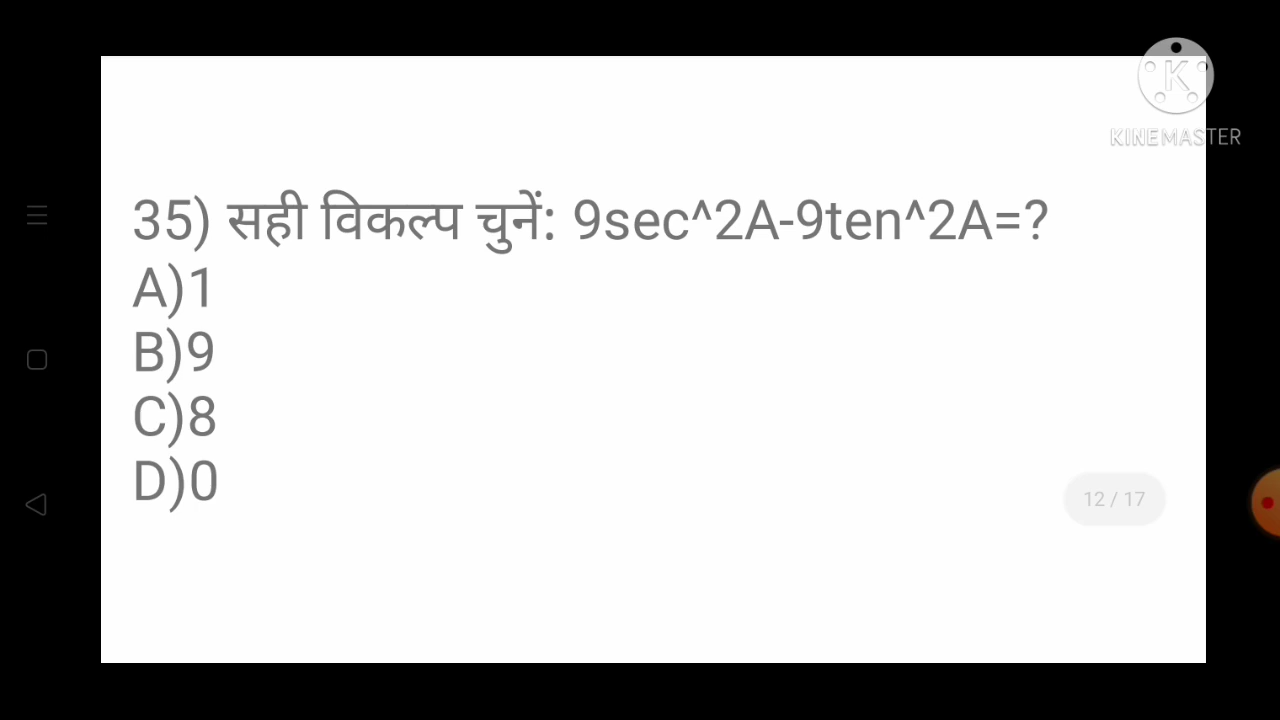 K
KINEMASTER
35) सही विकल्प चुनें: 9sec^2A-9ten^2A=?
A)1
B)9
C)8
D)0
12 / 17